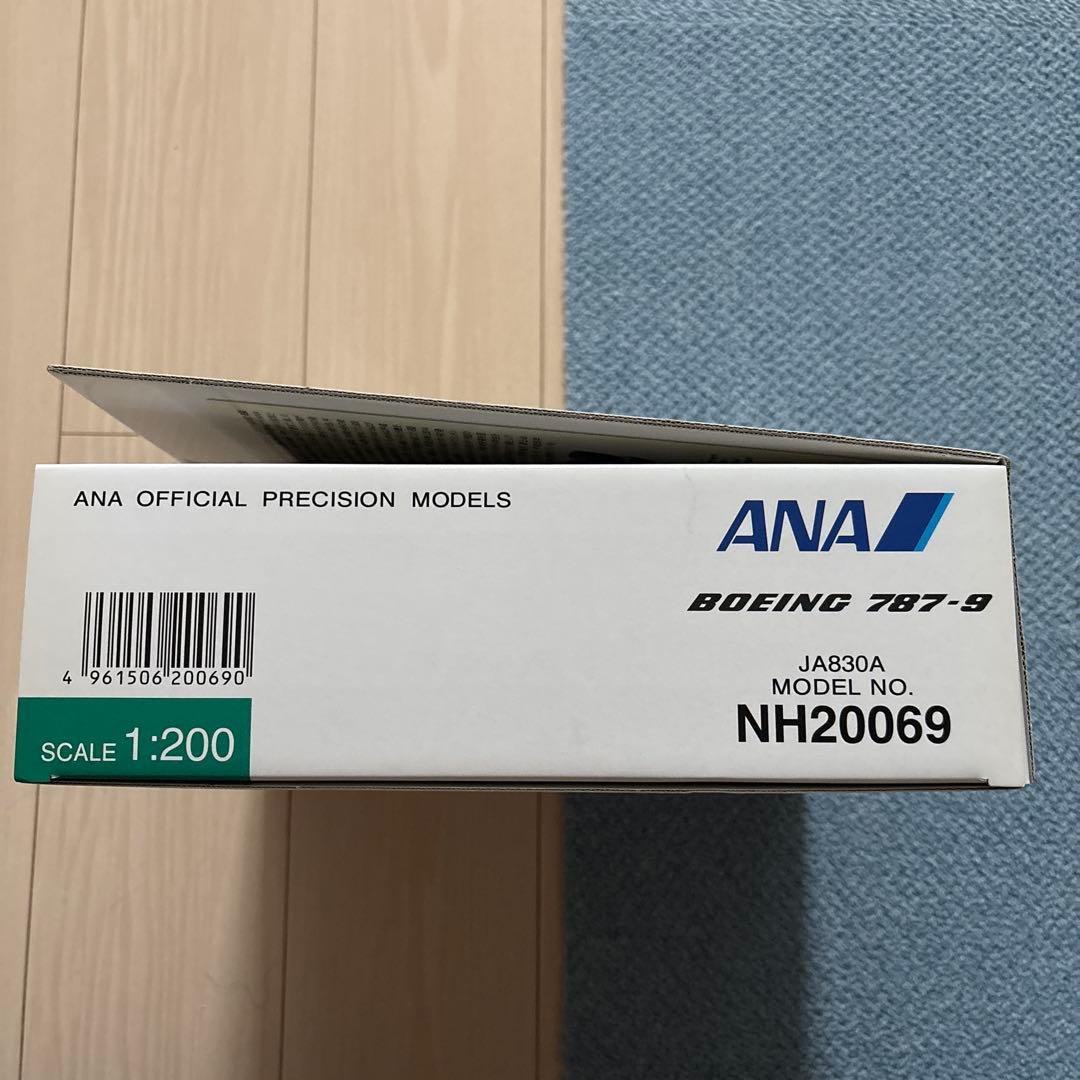 ANA OFFICIAL PRECISION MODELS
ANA
BOEING 787-9
JA830A
MODEL NO.
NH20069
4 961506 200690
SCALE 1:200